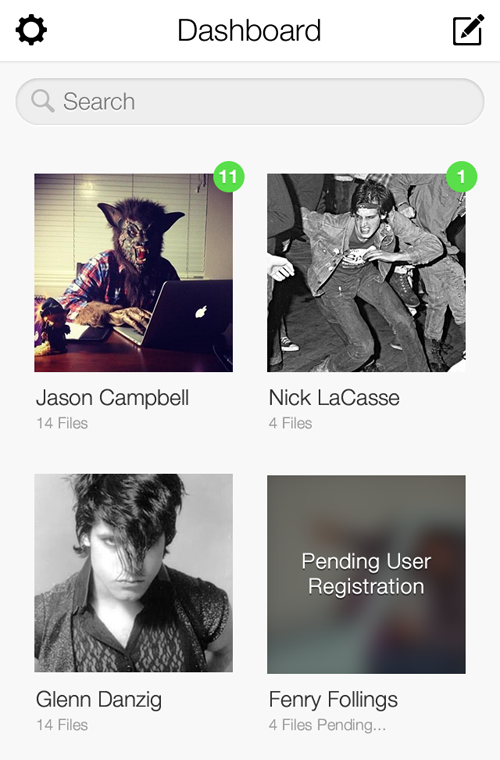 Dashboard
Search
11
1
Jason Campbell
14 Files
Nick LaCasse
4 Files
Pending User
Registration
Glenn Danzig
14 Files
Fenry Follings
4 Files Pending...